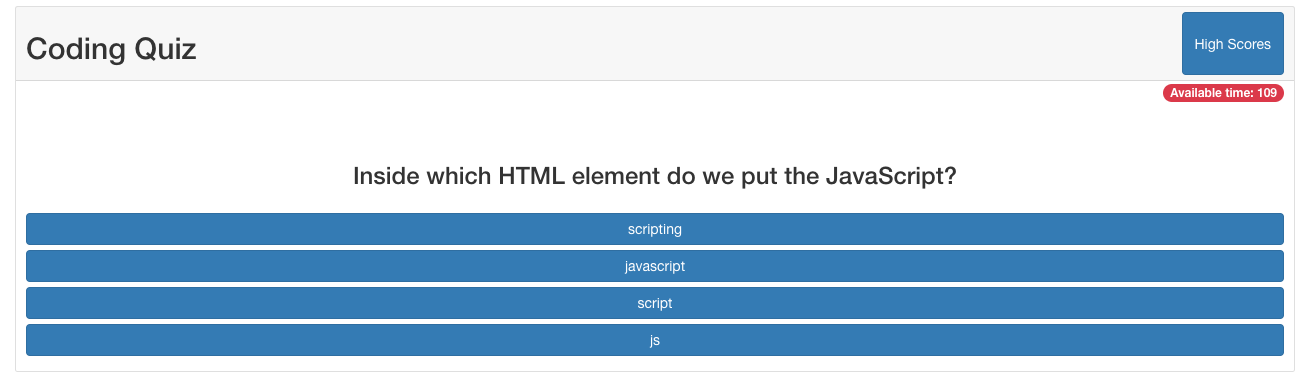 Coding Quiz
High Scores
Available time: 109
Inside which HTML element do we put the JavaScript?
scripting
javascript
script
js